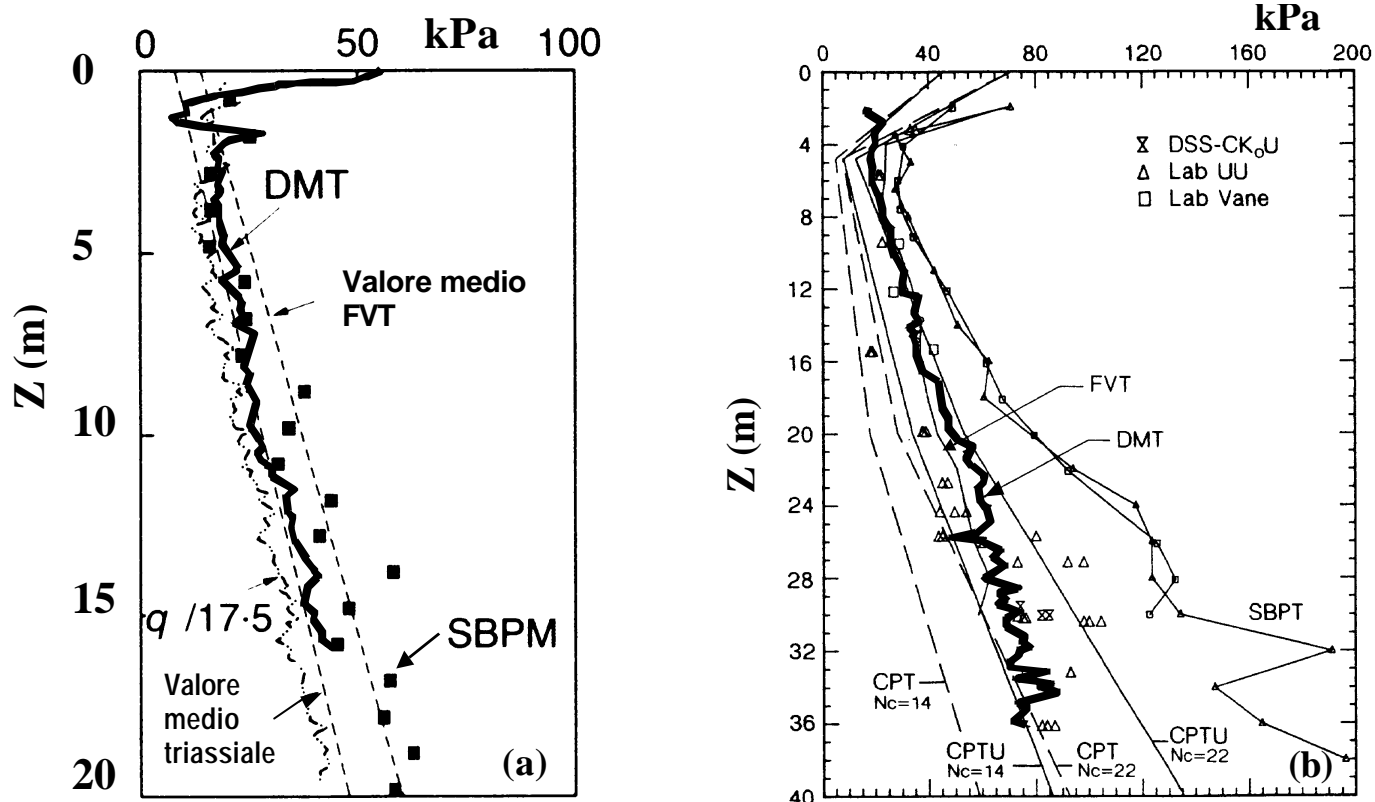 0 50 kPa 100
0
5
10
15
20
Z (m)
DMT
Valore medio
FVT
q /17·5
SBPM
Valore
medio
triassiale
(a)
kPa
0 40 80 120 160 200
0
4
8
12
16
20
24
28
32
36
40
Z (m)
DSS-CK₀U
Lab UU
Lab Vane
FVT
DMT
SBPT
CPT
Nc=14
CPTU
Nc=14
CPT
Nc=22
CPTU
Nc=22
(b)